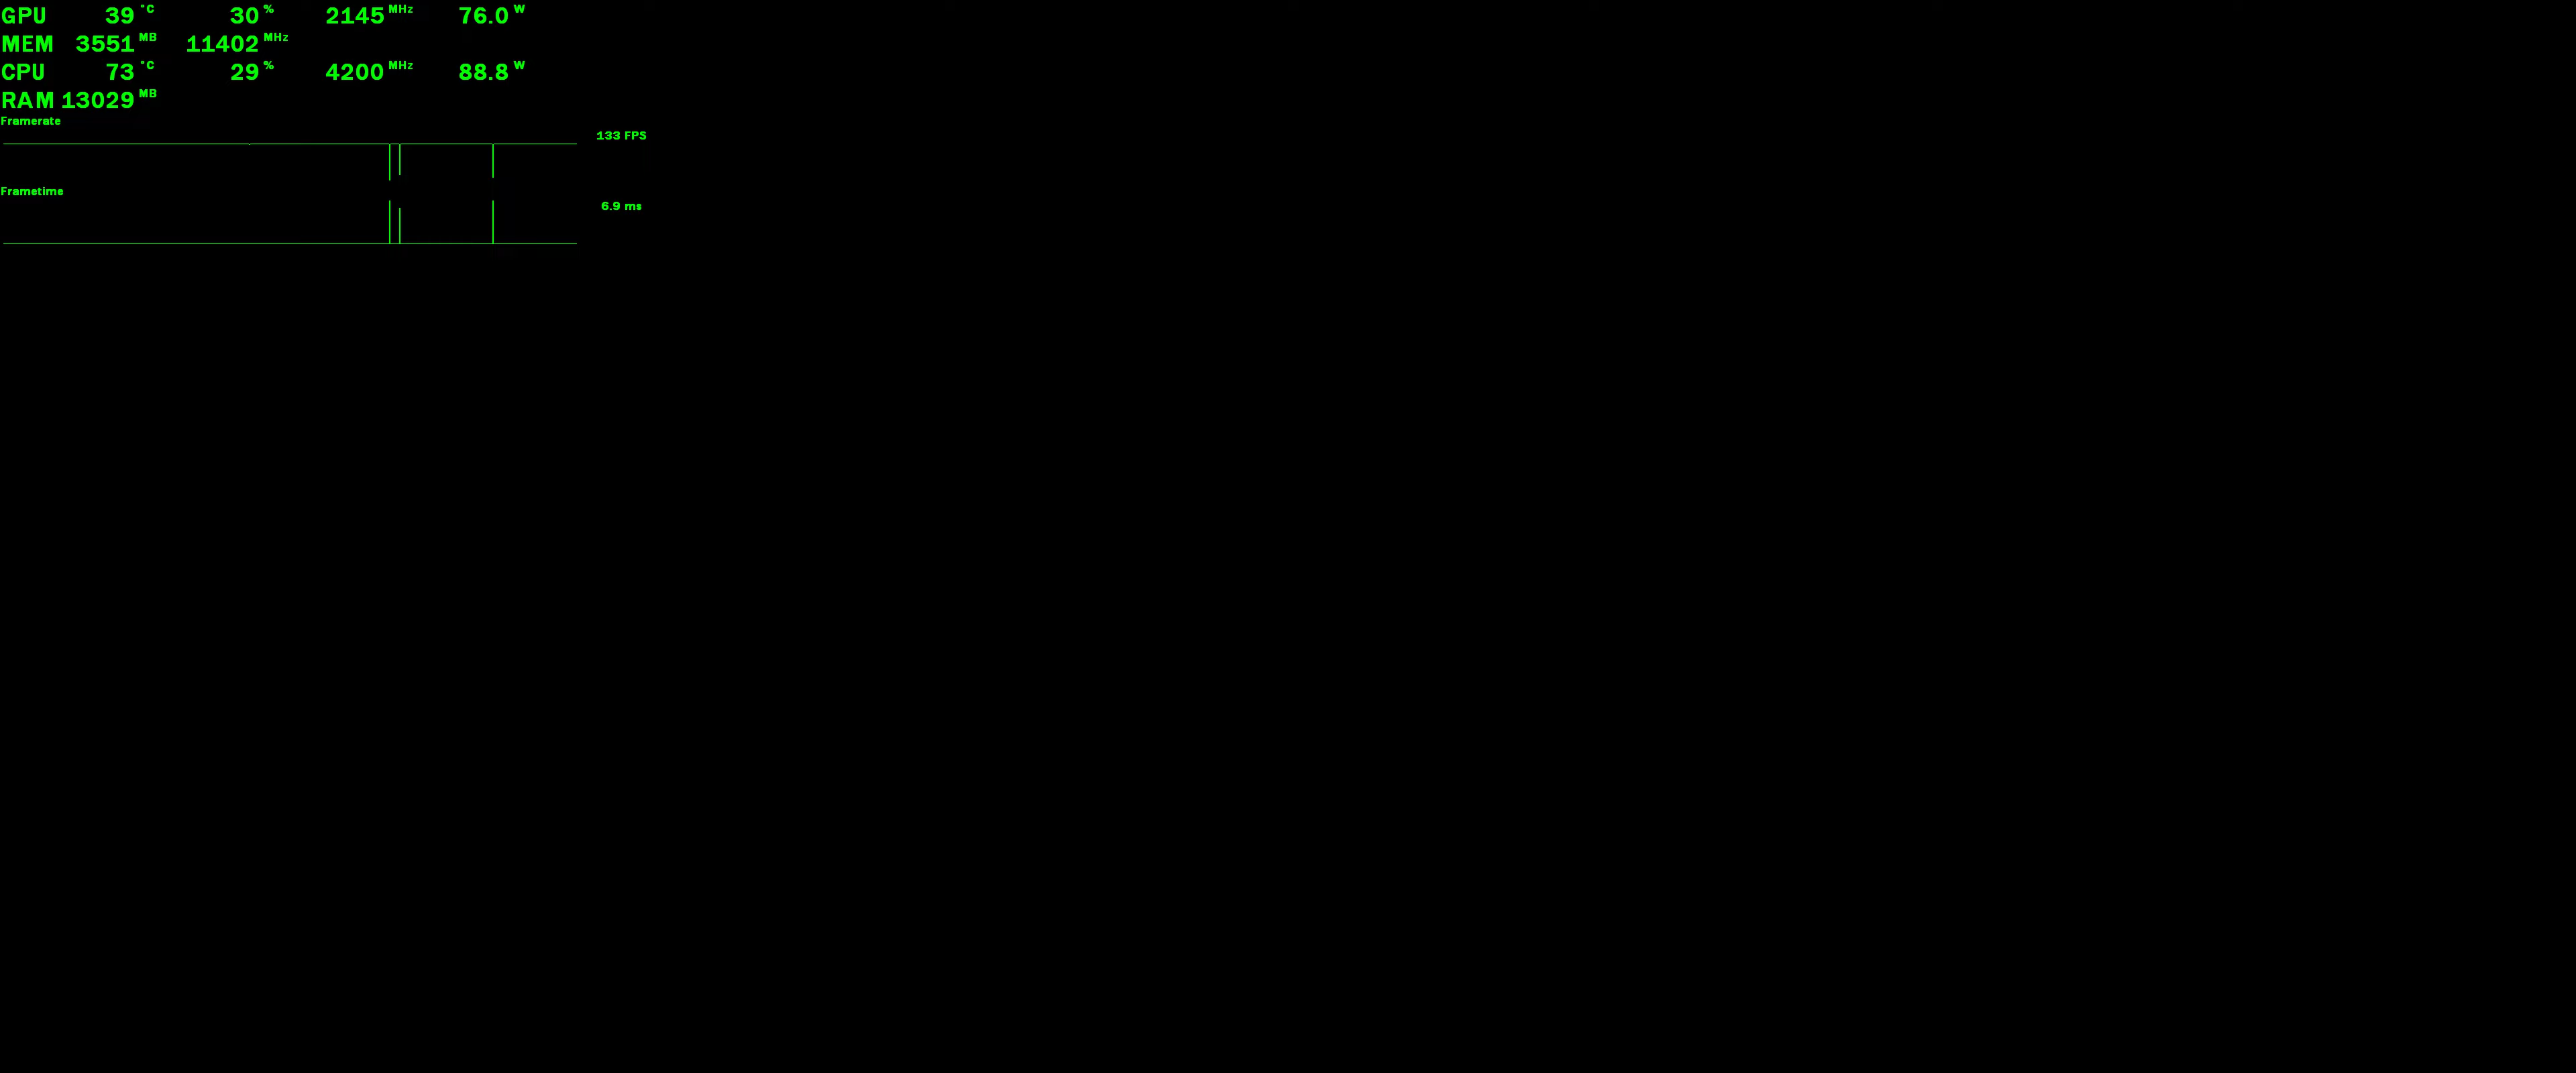 GPU 39 °C 30 % 2145 MHz 76.0 W
MEM 3551 MB 11402 MHz
CPU 73 °C 29 % 4200 MHz 88.8 W
RAM 13029 MB
Framerate
133 FPS
Frametime
6.9 ms